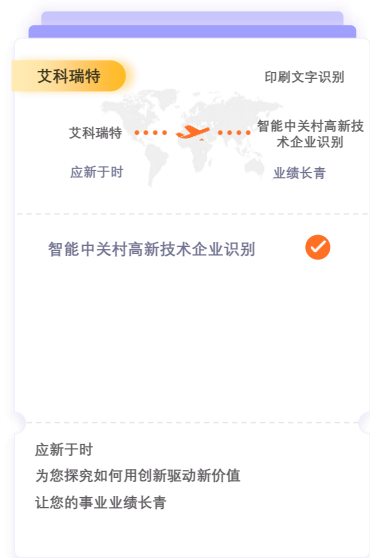 艾科瑞特
印刷文字识别
艾科瑞特
智能中关村高新技
术企业识别
应新于时
业绩长青
智能中关村高新技术企业识别
应新于时
为您探究如何用创新驱动新价值
让您的事业业绩长青